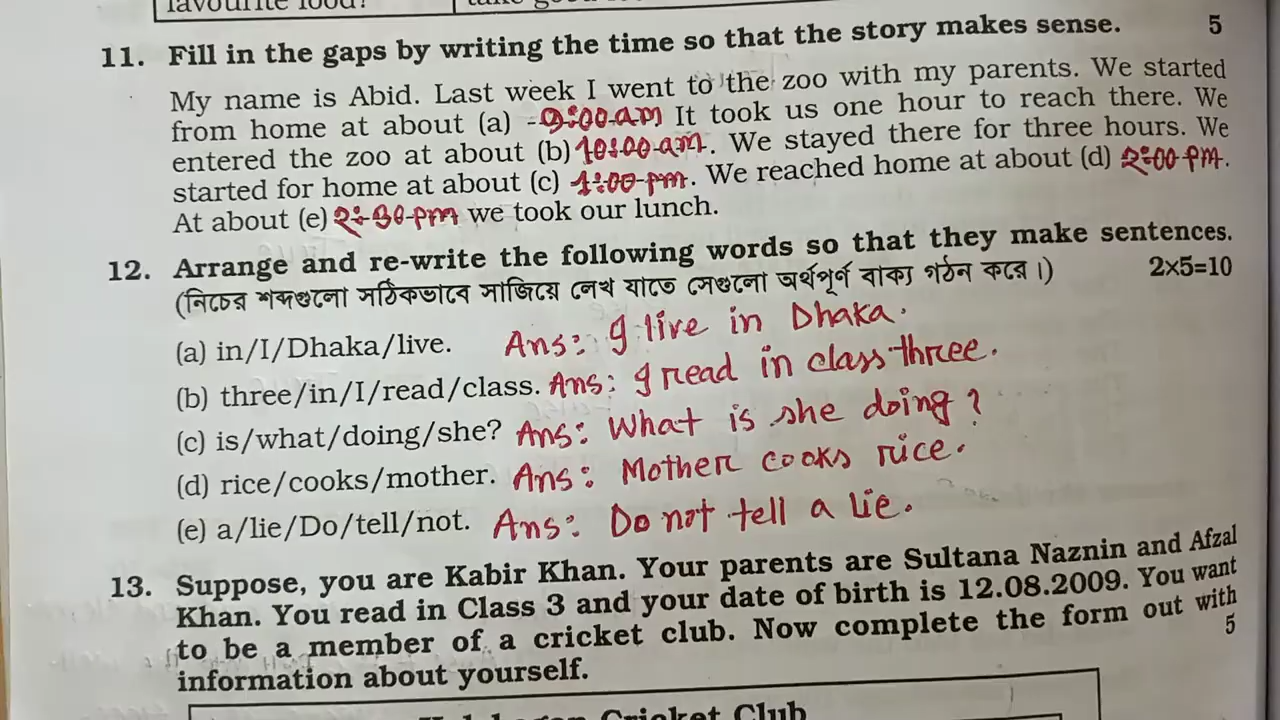 favourite food?
11. Fill in the gaps by writing the time so that the story makes sense. 5
My name is Abid. Last week I went to the zoo with my parents. We started
from home at about (a) 9:00 am It took us one hour to reach there. We
entered the zoo at about (b) 10:00 am. We stayed there for three hours. We
started for home at about (c) 1:00 pm. We reached home at about (d) 2:00 pm.
At about (e) 2:30 pm we took our lunch.
12. Arrange and re-write the following words so that they make sentences.
(নিচের শব্দগুলো সঠিকভাবে সাজিয়ে লেখ যাতে সেগুলো অর্থপূর্ণ বাক্য গঠন করে।) 2×5=10
(a) in/I/Dhaka/live. Ans: I live in Dhaka.
(b) three/in/I/read/class. Ans: I read in class three.
(c) is/what/doing/she? Ans: What is she doing?
(d) rice/cooks/mother. Ans: Mother cooks rice.
(e) a/lie/Do/tell/not. Ans: Do not tell a lie.
13. Suppose, you are Kabir Khan. Your parents are Sultana Naznin and Afzal
Khan. You read in Class 3 and your date of birth is 12.08.2009. You want
to be a member of a cricket club. Now complete the form out with
information about yourself. 5
Cricket Club